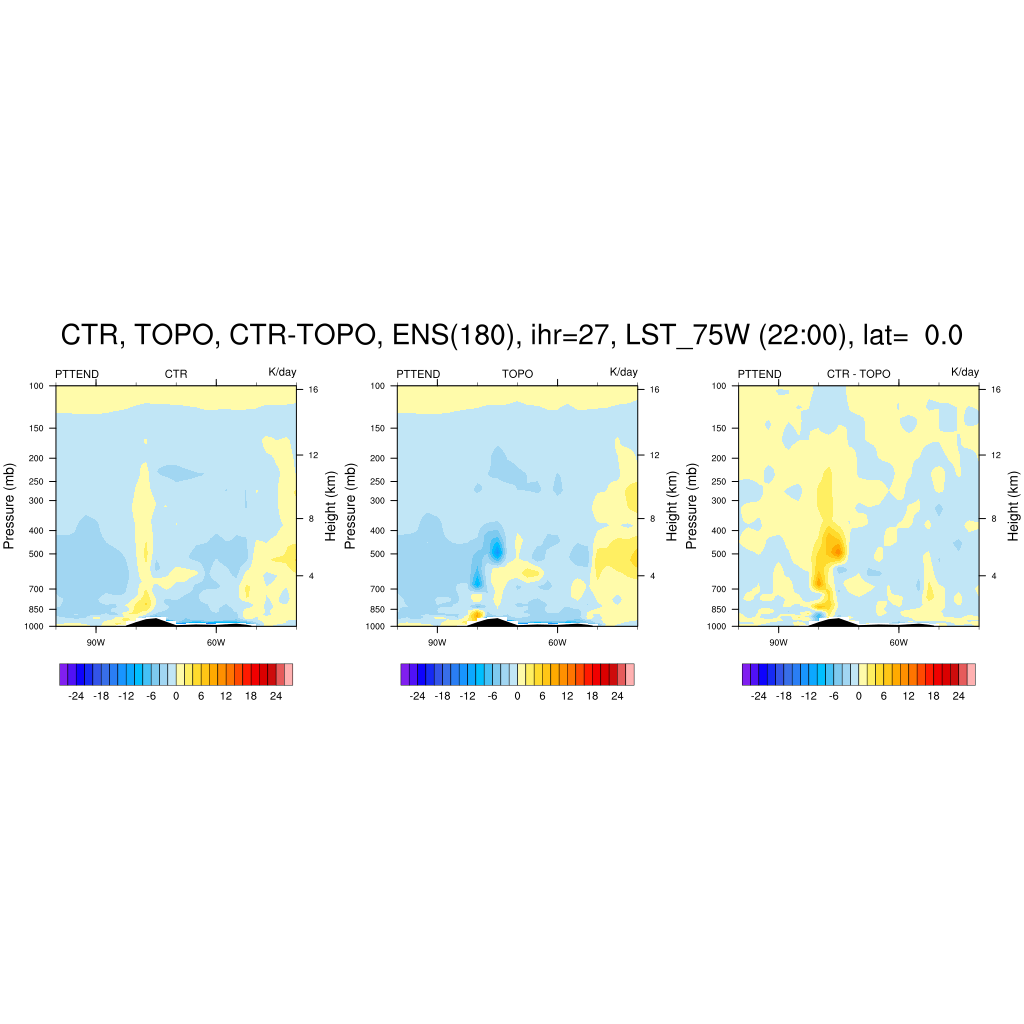 CTR, TOPO, CTR-TOPO, ENS(180), ihr=27, LST_75W (22:00), lat= 0.0
PTTEND CTR K/day
Pressure (mb)
100
150
200
250
300
400
500
700
850
1000
16
12
8
4
Height (km)
90W 60W
-24 -18 -12 -6 0 6 12 18 24
PTTEND TOPO K/day
Pressure (mb)
100
150
200
250
300
400
500
700
850
1000
16
12
8
4
Height (km)
90W 60W
-24 -18 -12 -6 0 6 12 18 24
PTTEND CTR - TOPO K/day
Pressure (mb)
100
150
200
250
300
400
500
700
850
1000
16
12
8
4
Height (km)
90W 60W
-24 -18 -12 -6 0 6 12 18 24